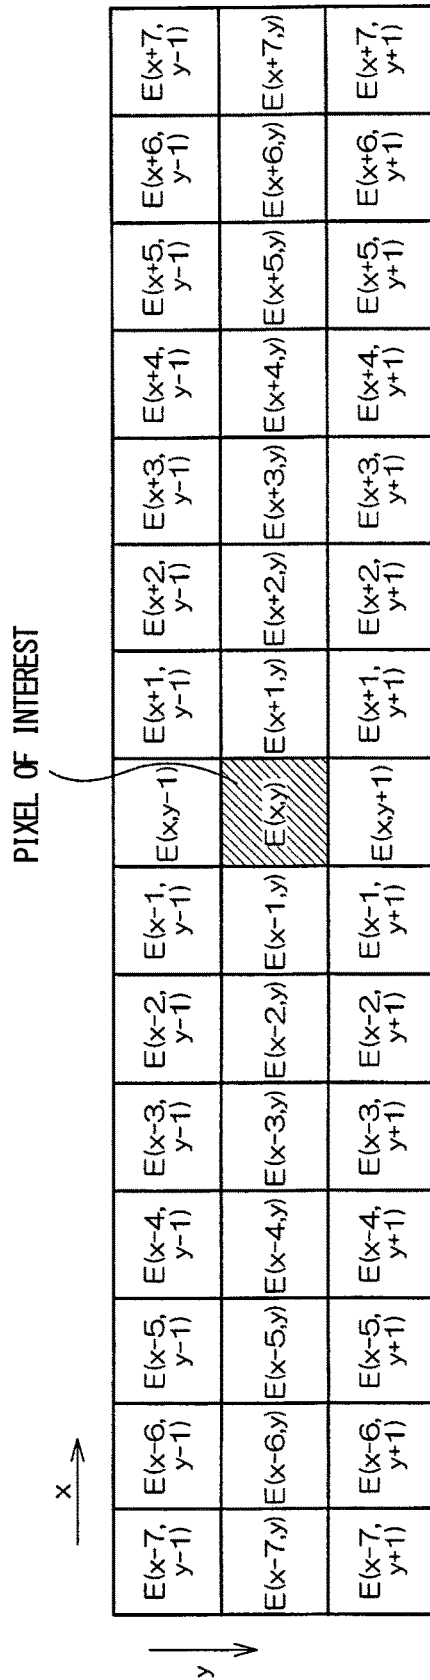 PIXEL OF INTEREST
x
y
E(x-7, y-1) E(x-6, y-1) E(x-5, y-1) E(x-4, y-1) E(x-3, y-1) E(x-2, y-1) E(x-1, y-1) E(x,y-1) E(x+1, y-1) E(x+2, y-1) E(x+3, y-1) E(x+4, y-1) E(x+5, y-1) E(x+6, y-1) E(x+7, y-1)
E(x-7,y) E(x-6,y) E(x-5,y) E(x-4,y) E(x-3,y) E(x-2,y) E(x-1,y) E(x,y) E(x+1,y) E(x+2,y) E(x+3,y) E(x+4,y) E(x+5,y) E(x+6,y) E(x+7,y)
E(x-7, y+1) E(x-6, y+1) E(x-5, y+1) E(x-4, y+1) E(x-3, y+1) E(x-2, y+1) E(x-1, y+1) E(x,y+1) E(x+1, y+1) E(x+2, y+1) E(x+3, y+1) E(x+4, y+1) E(x+5, y+1) E(x+6, y+1) E(x+7, y+1)